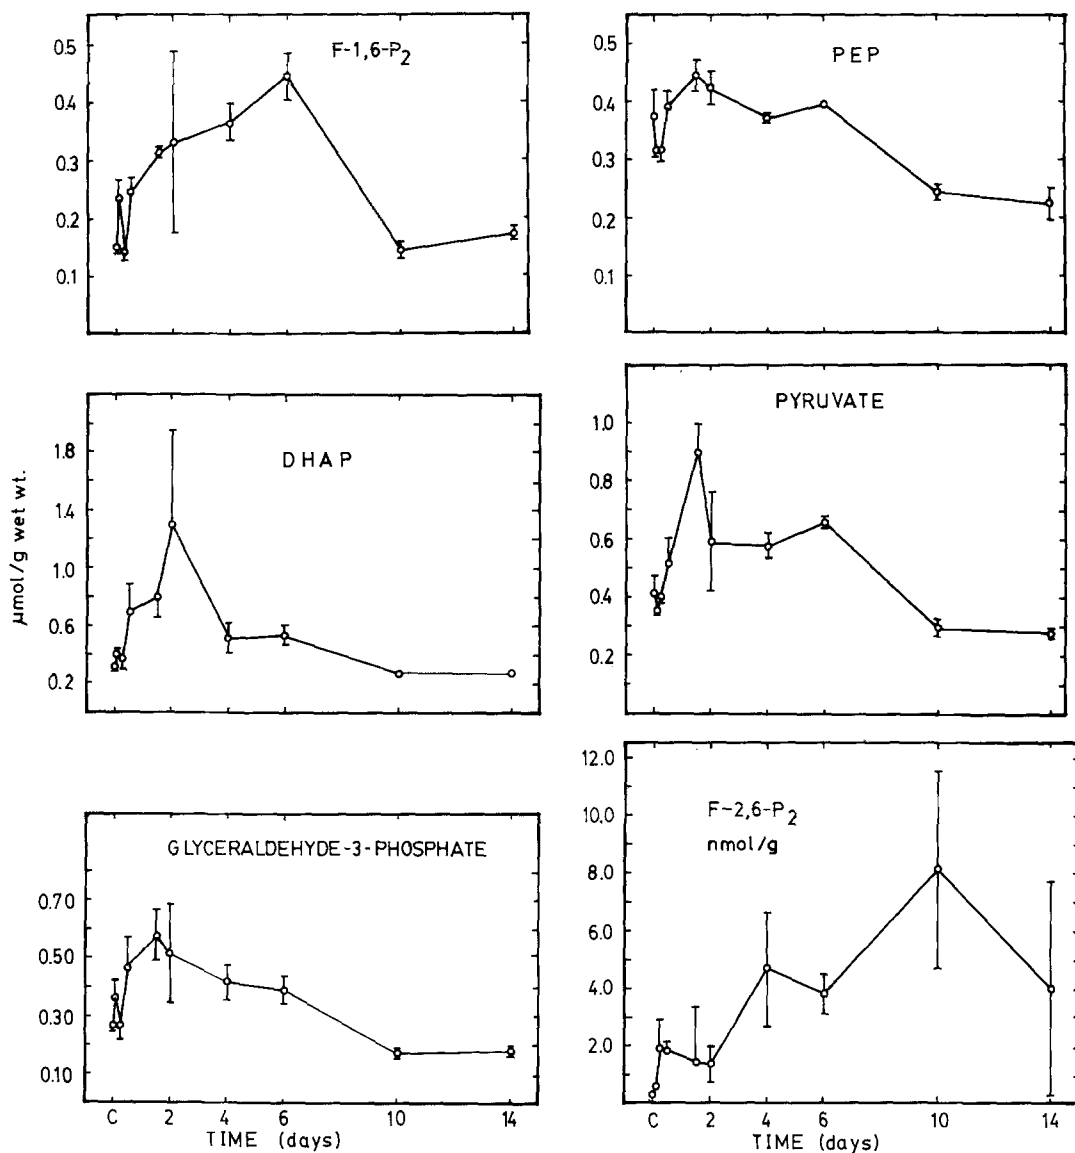 F-1,6-P2
0.5
0.4
0.3
0.2
0.1
PEP
0.5
0.4
0.3
0.2
0.1
DHAP
1.8
1.4
1.0
0.6
0.2
µmol/g wet wt.
PYRUVATE
1.0
0.8
0.6
0.4
0.2
GLYCERALDEHYDE-3-PHOSPHATE
0.70
0.50
0.30
0.10
C 2 4 6 10 14
TIME (days)
F-2,6-P2
nmol/g
12.0
10.0
8.0
6.0
4.0
2.0
C 2 4 6 10 14
TIME (days)